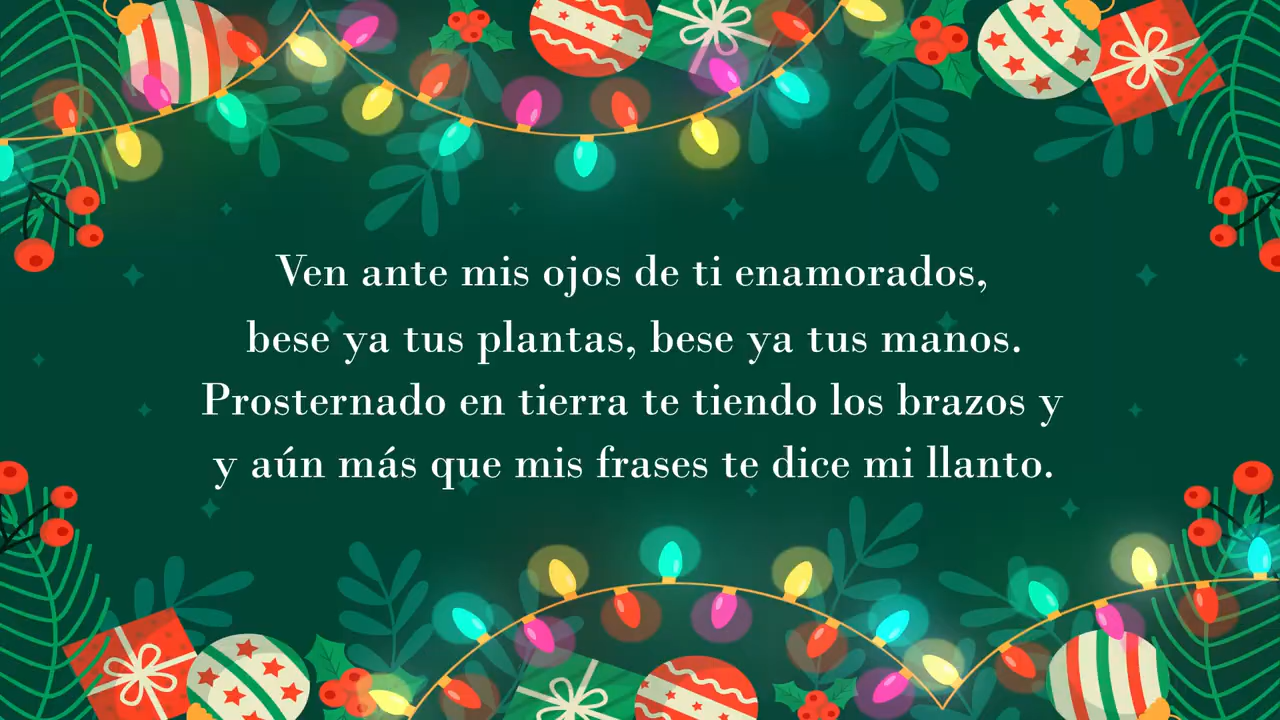 Ven ante mis ojos de ti enamorados,
bese ya tus plantas, bese ya tus manos.
Prosternado en tierra te tiendo los brazos y
y aún más que mis frases te dice mi llanto.